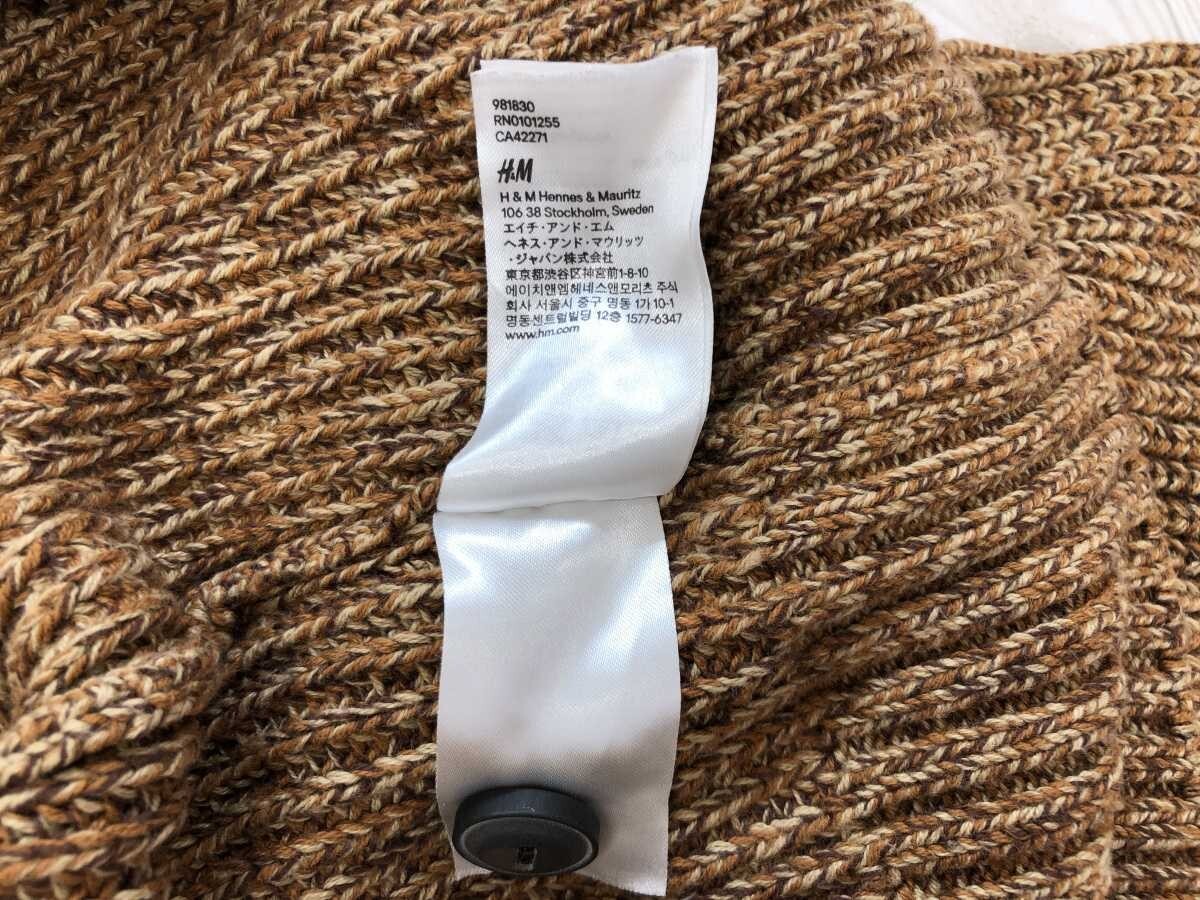 981830
RN0101255
CA42271
H&M
H & M Hennes & Mauritz
106 38 Stockholm, Sweden
エイチ・アンド・エム
ヘネス・アンド・マウリッツ
・ジャパン株式会社
東京都渋谷区神宮前1-8-10
에이치앤엠헤네스앤모리츠 주식
회사 서울시 중구 명동 1가 10-1
명동센트럴빌딩 12층 1577-6347
www.hm.com